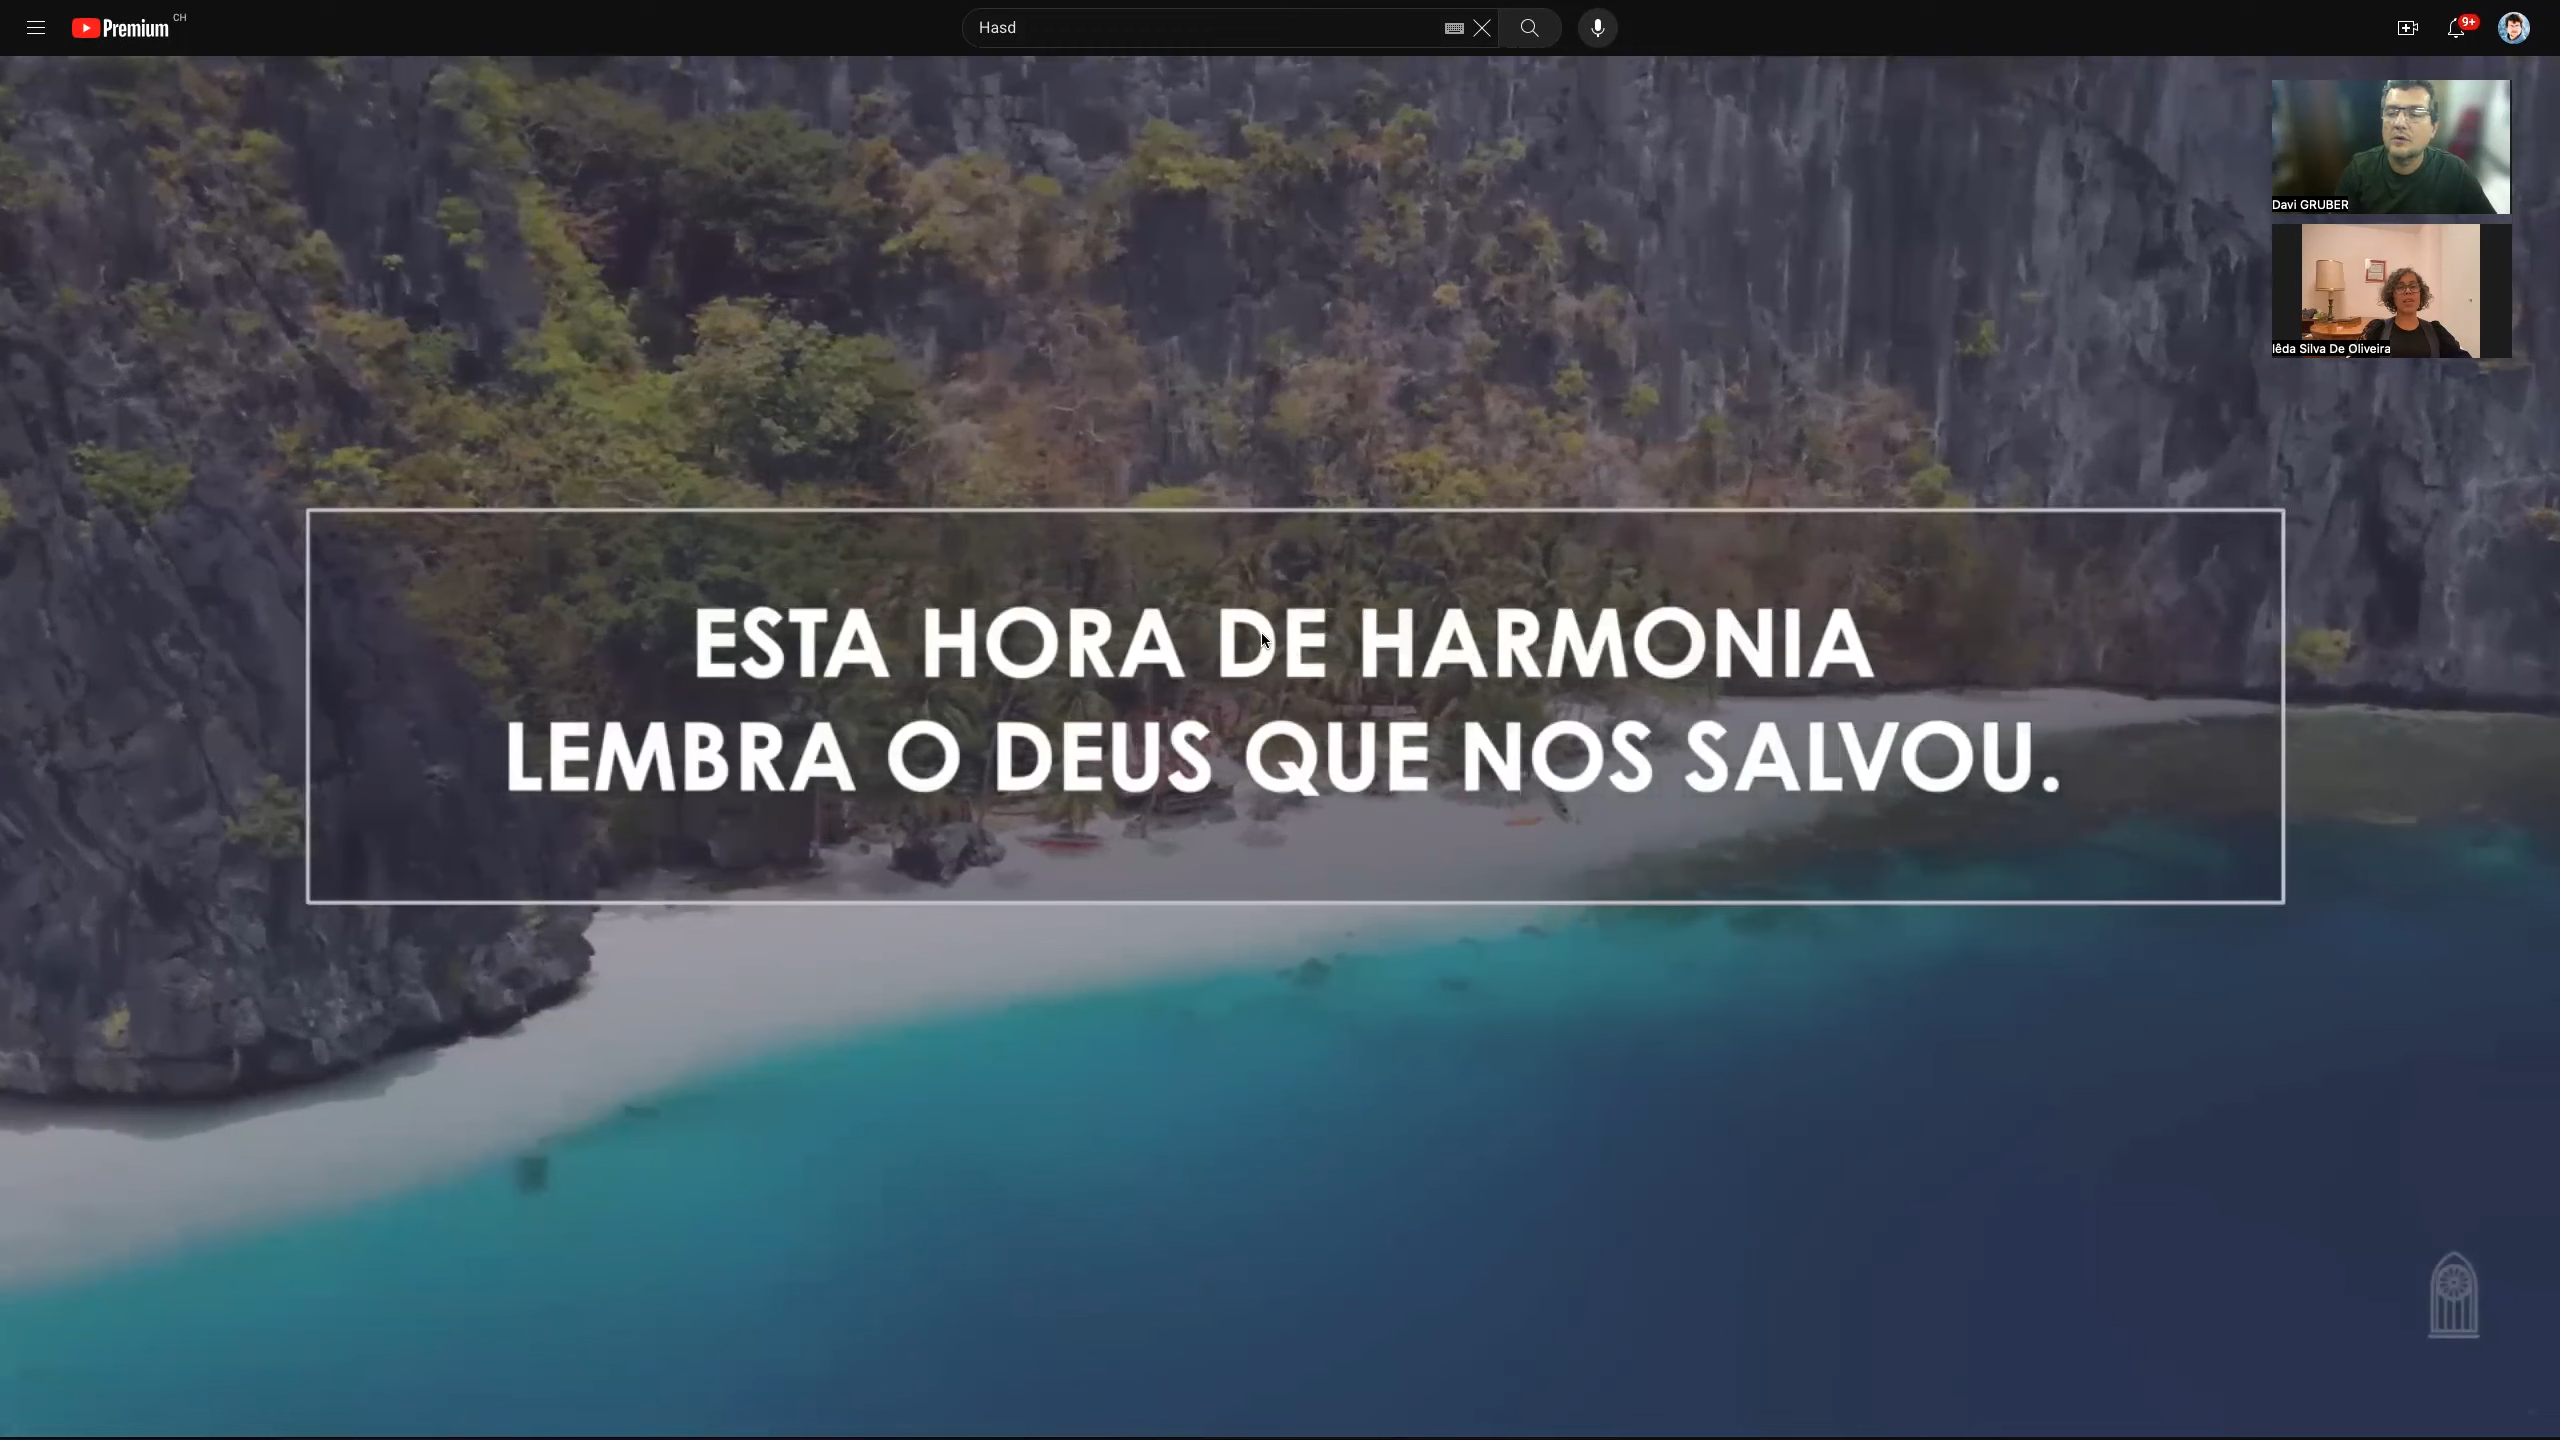 Premium
CH
Hasd
9+
Davi GRUBER
Iêda Silva De Oliveira
ESTA HORA DE HARMONIA
LEMBRA O DEUS QUE NOS SALVOU.